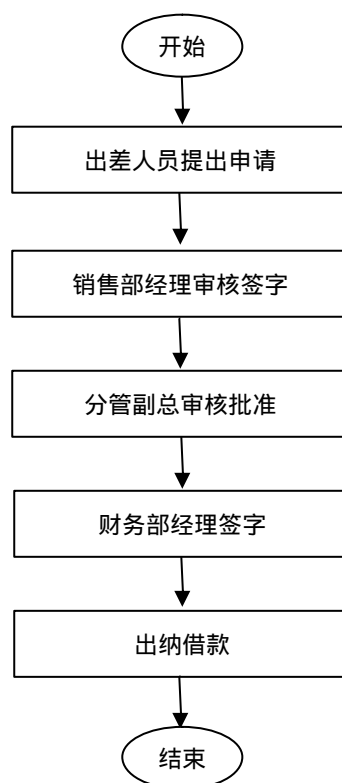 开始
出差人员提出申请
销售部经理审核签字
分管副总审核批准
财务部经理签字
出纳借款
结束